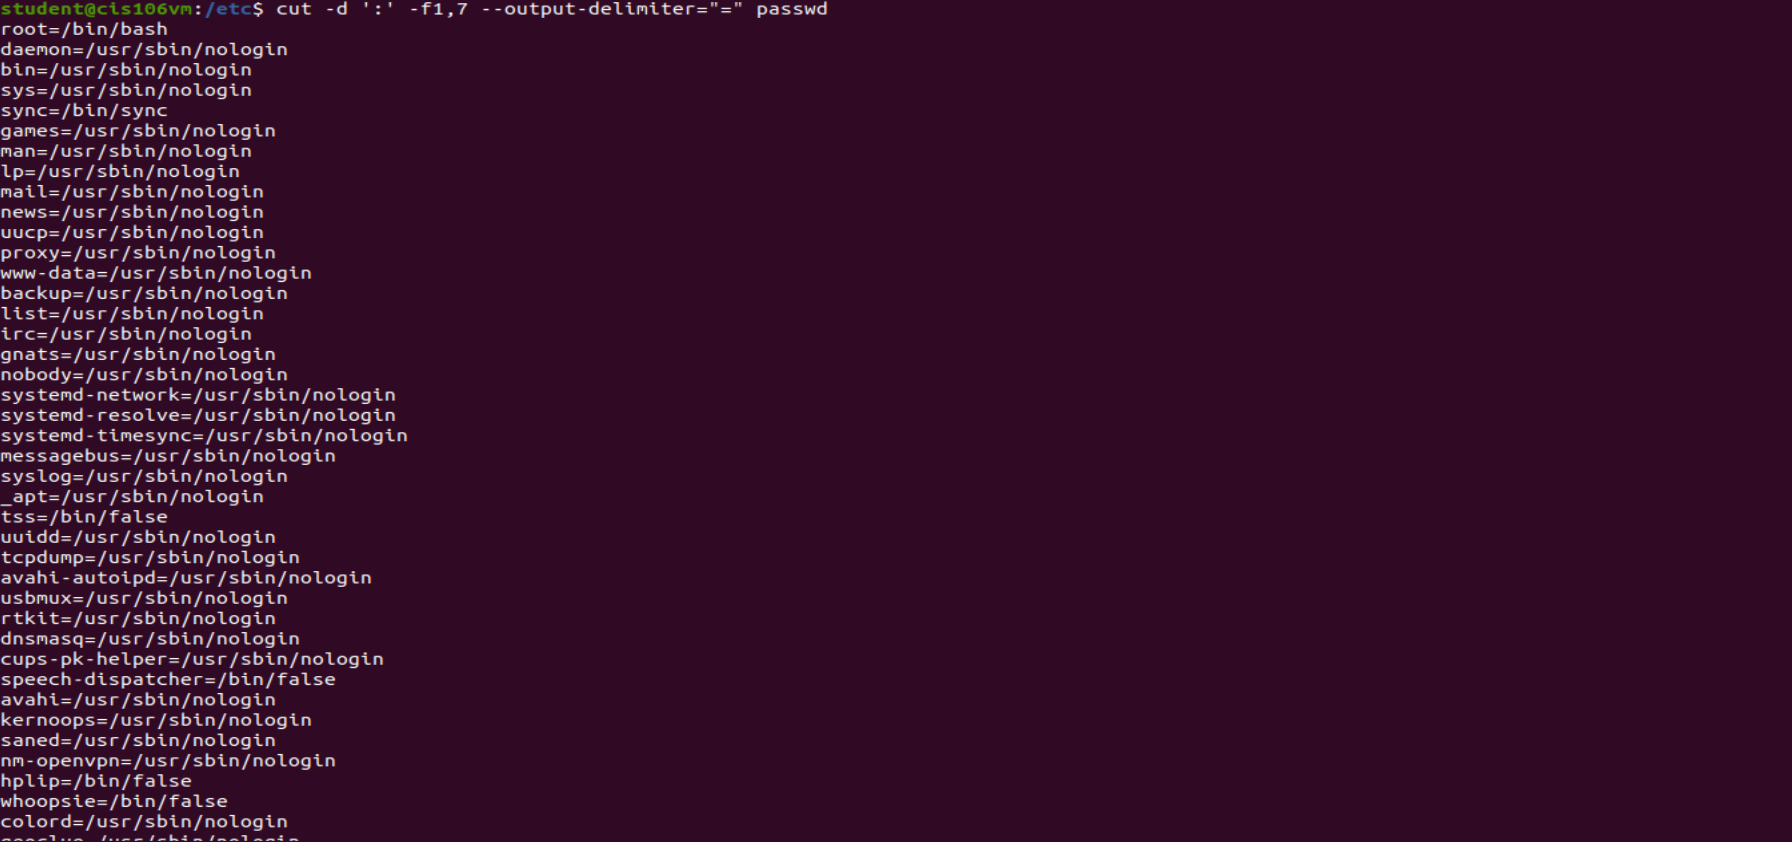 student@cis106vm:/etc$ cut -d ':' -f1,7 --output-delimiter="=" passwd
root=/bin/bash
daemon=/usr/sbin/nologin
bin=/usr/sbin/nologin
sys=/usr/sbin/nologin
sync=/bin/sync
games=/usr/sbin/nologin
man=/usr/sbin/nologin
lp=/usr/sbin/nologin
mail=/usr/sbin/nologin
news=/usr/sbin/nologin
uucp=/usr/sbin/nologin
proxy=/usr/sbin/nologin
www-data=/usr/sbin/nologin
backup=/usr/sbin/nologin
list=/usr/sbin/nologin
irc=/usr/sbin/nologin
gnats=/usr/sbin/nologin
nobody=/usr/sbin/nologin
systemd-network=/usr/sbin/nologin
systemd-resolve=/usr/sbin/nologin
systemd-timesync=/usr/sbin/nologin
messagebus=/usr/sbin/nologin
syslog=/usr/sbin/nologin
_apt=/usr/sbin/nologin
tss=/bin/false
uuidd=/usr/sbin/nologin
tcpdump=/usr/sbin/nologin
avahi-autoipd=/usr/sbin/nologin
usbmux=/usr/sbin/nologin
rtkit=/usr/sbin/nologin
dnsmasq=/usr/sbin/nologin
cups-pk-helper=/usr/sbin/nologin
speech-dispatcher=/bin/false
avahi=/usr/sbin/nologin
kernoops=/usr/sbin/nologin
saned=/usr/sbin/nologin
nm-openvpn=/usr/sbin/nologin
hplip=/bin/false
whoopsie=/bin/false
colord=/usr/sbin/nologin